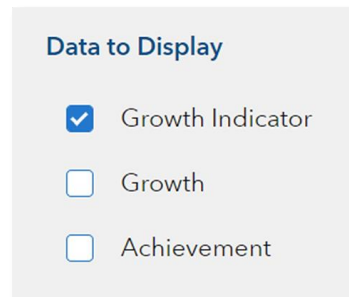 Data to Display
Growth Indicator
Growth
Achievement